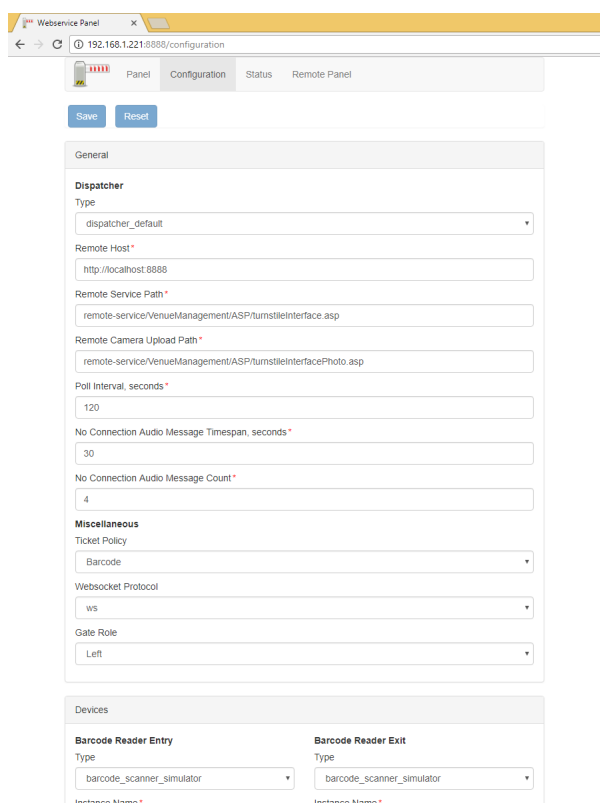 Webservice Panel
192.168.1.221:8888/configuration
Panel Configuration Status Remote Panel
Save Reset
General
Dispatcher
Type
dispatcher_default
Remote Host *
http://localhost:8888
Remote Service Path *
remote-service/VenueManagement/ASP/turnstileInterface.asp
Remote Camera Upload Path *
remote-service/VenueManagement/ASP/turnstileInterfacePhoto.asp
Poll Interval, seconds *
120
No Connection Audio Message Timespan, seconds *
30
No Connection Audio Message Count *
4
Miscellaneous
Ticket Policy
Barcode
Websocket Protocol
ws
Gate Role
Left
Devices
Barcode Reader Entry Barcode Reader Exit
Type Type
barcode_scanner_simulator barcode_scanner_simulator
Instance Name * Instance Name *